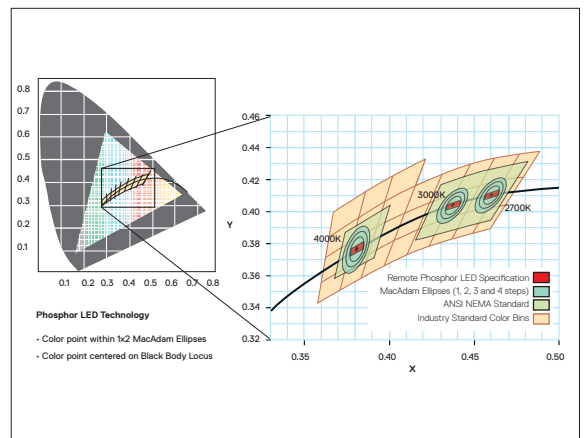 0.8
0.7
0.6
0.5
0.4
0.3
0.2
0.1
0.1 0.2 0.3 0.4 0.5 0.6 0.7 0.8
Y
0.46
0.44
0.42
0.40
0.38
0.36
0.34
0.32
0.35 0.40 0.45 0.50
X
4000K
3000K
2700K
Remote Phosphor LED Specification
MacAdam Ellipses (1, 2, 3 and 4 steps)
ANSI NEMA Standard
Industry Standard Color Bins
Phosphor LED Technology
• Color point within 1x2 MacAdam Ellipses
• Color point centered on Black Body Locus